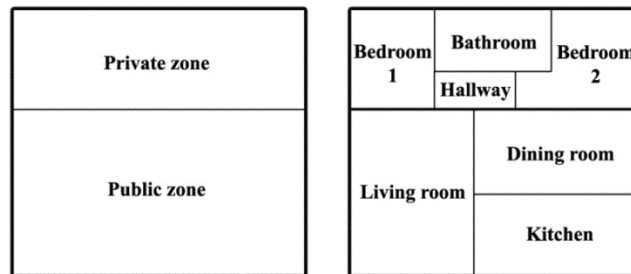 Private zone
Public zone
Bedroom
1
Bathroom
Hallway
Bedroom
2
Living room
Dining room
Kitchen